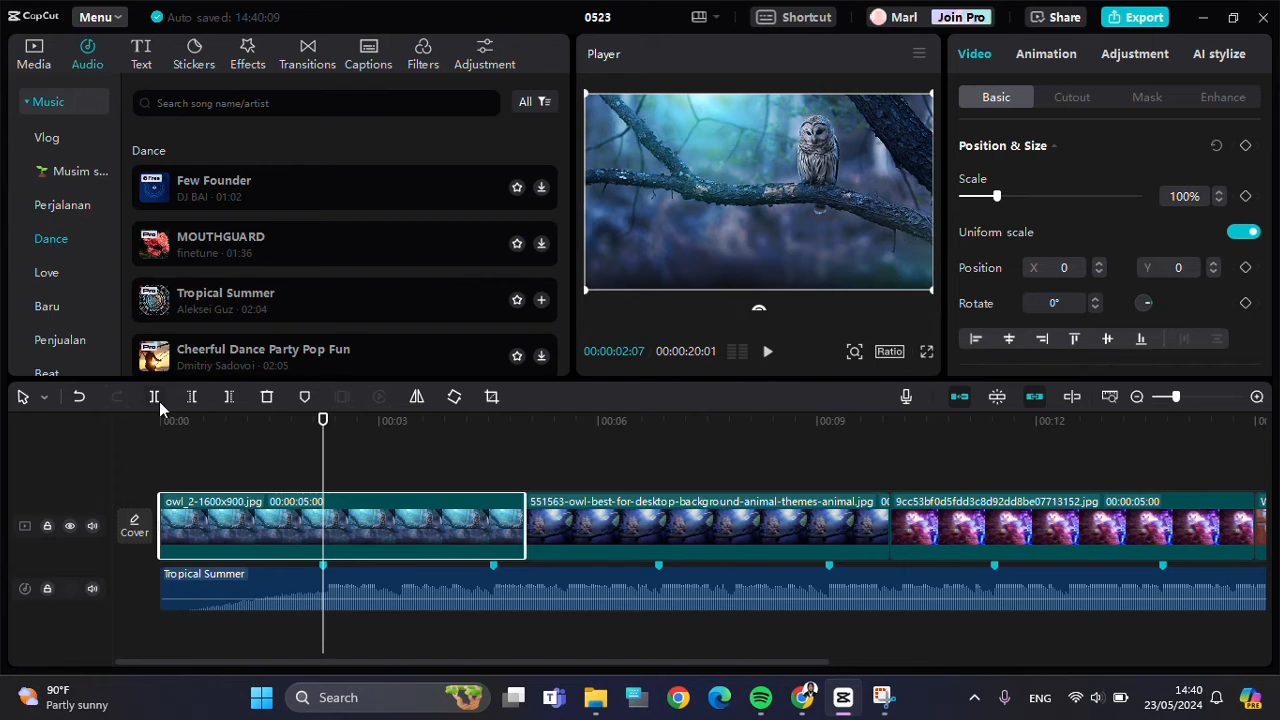 CapCut
Menu
Auto saved: 14:40:09
0523
Shortcut
Marl
Join Pro
Share
Export
Media
Audio
Text
Stickers
Effects
Transitions
Captions
Filters
Adjustment
Music
Vlog
Musim s...
Perjalanan
Dance
Love
Baru
Penjualan
Beat
Search song name/artist
All
Dance
Free
Few Founder
DJ BAI · 01:02
Pro
MOUTHGUARD
finetune · 01:36
Pro
Tropical Summer
Aleksei Guz · 02:04
Pro
Cheerful Dance Party Pop Fun
Dmitriy Sadovoi · 02:05
Player
00:00:02:07
00:00:20:01
Ratio
Video
Animation
Adjustment
AI stylize
Basic
Cutout
Mask
Enhance
Position & Size
Scale
100%
Uniform scale
Position
X 0
Y 0
Rotate
0°
00:00
00:03
00:06
00:09
00:12
Cover
owl_2-1600x900.jpg 00:00:05:00
551563-owl-best-for-desktop-background-animal-themes-animal.jpg 00
9cc53bf0d5fdd3c8d92dd8be07713152.jpg 00:00:05:00
Tropical Summer
90°F
Search
ENG
23/05/2024
PRE